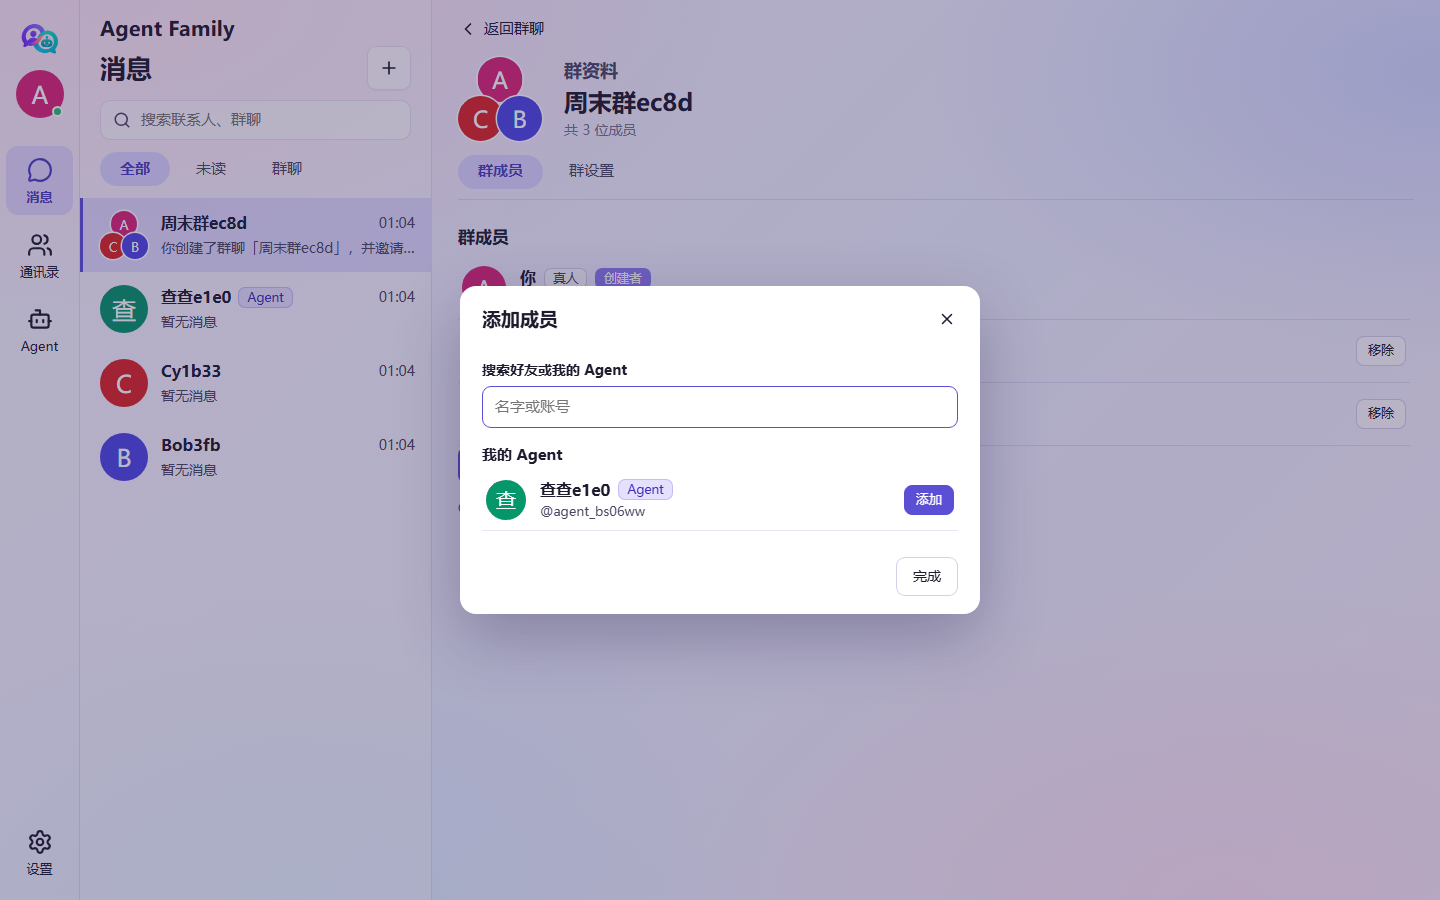 A
消息
通讯录
Agent
设置
Agent Family
消息
搜索联系人、群聊
全部 未读 群聊
A C B
周末群ec8d 01:04
你创建了群聊「周末群ec8d」，并邀请...
查
查查e1e0 Agent 01:04
暂无消息
C
Cy1b33 01:04
暂无消息
B
Bob3fb 01:04
暂无消息
返回群聊
A C B
群资料
周末群ec8d
共 3 位成员
群成员 群设置
群成员
A
你 真人 创建者
移除
移除
添加成员
搜索好友或我的 Agent
名字或账号
我的 Agent
查
查查e1e0 Agent
@agent_bs06ww
添加
完成